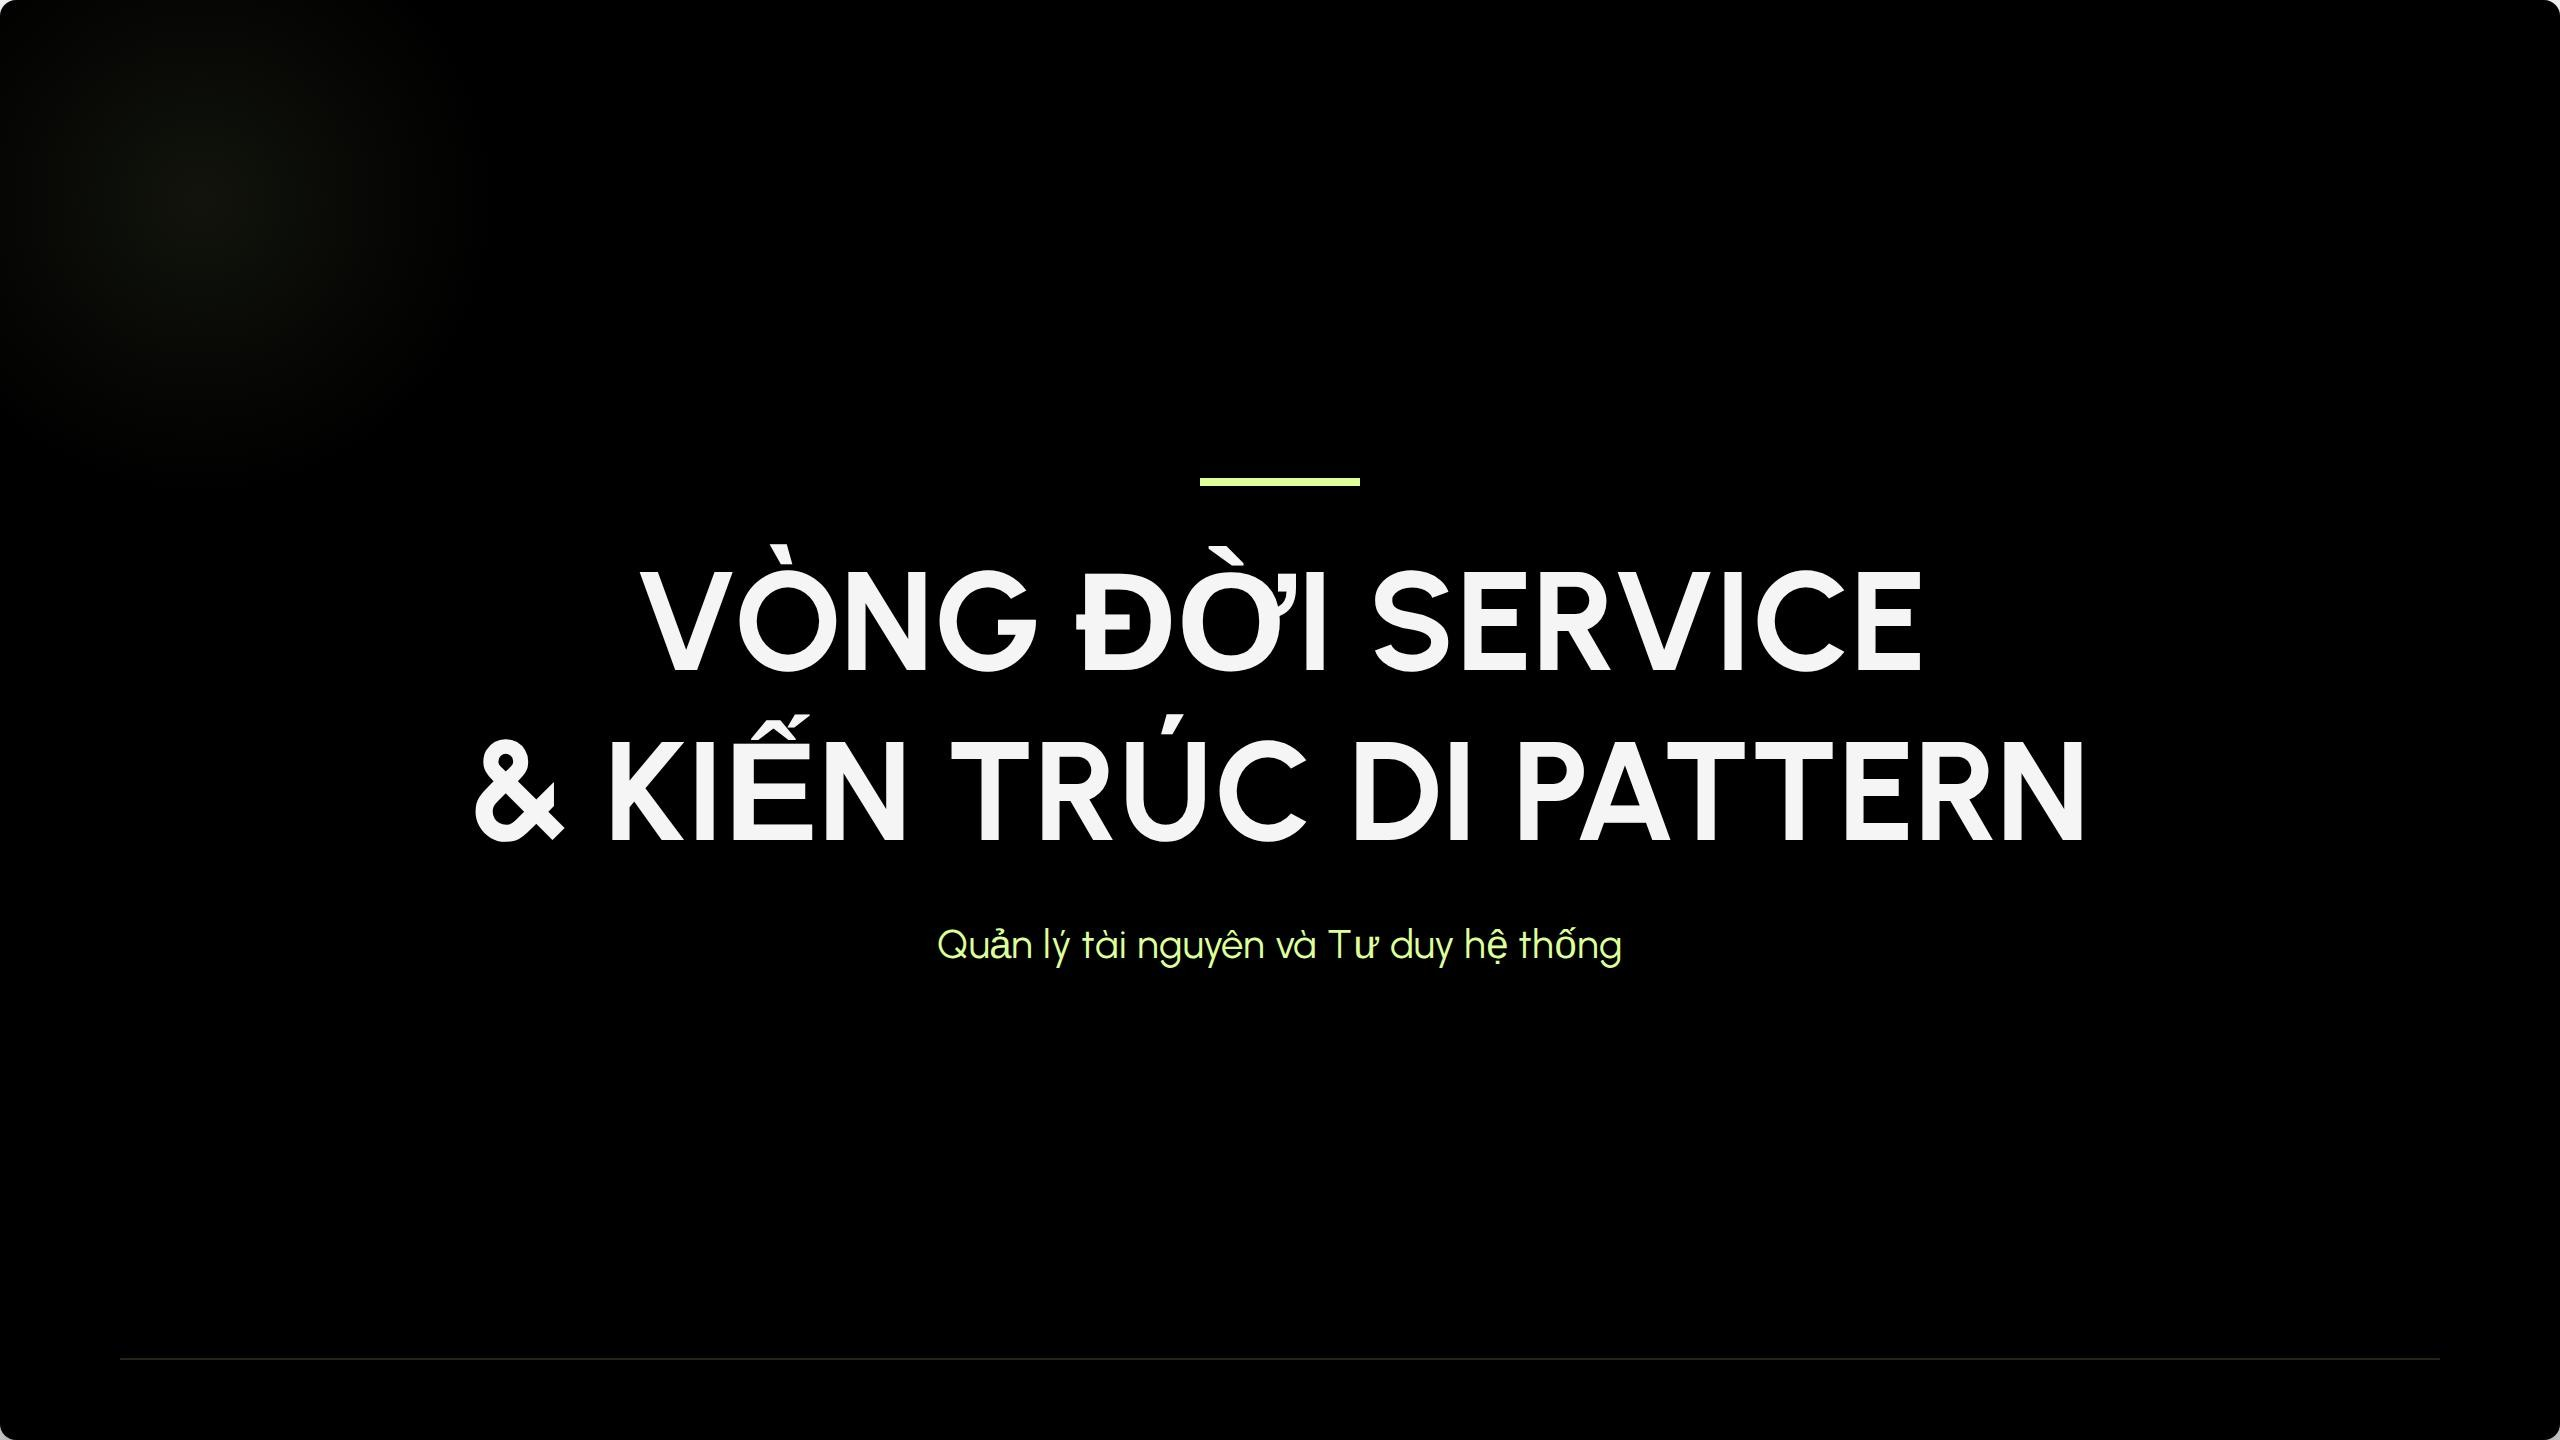 VÒNG ĐỜI SERVICE
& KIẾN TRÚC DI PATTERN
Quản lý tài nguyên và Tư duy hệ thống